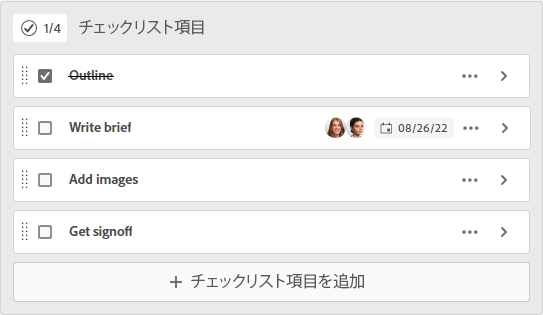 1/4 チェックリスト項目
Outline
Write brief 08/26/22
Add images
Get signoff
+ チェックリスト項目を追加